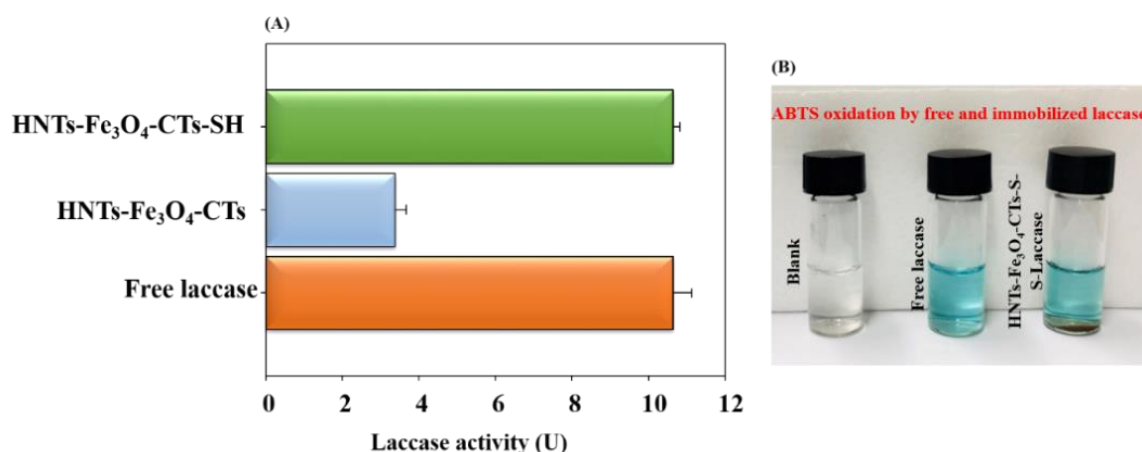 (A)
HNTs-Fe₃O₄-CTs-SH
HNTs-Fe₃O₄-CTs
Free laccase
0 2 4 6 8 10 12
Laccase activity (U)
(B)
ABTS oxidation by free and immobilized laccase
Blank
Free laccase
HNTs-Fe₃O₄-CTs-S-
S-Laccase